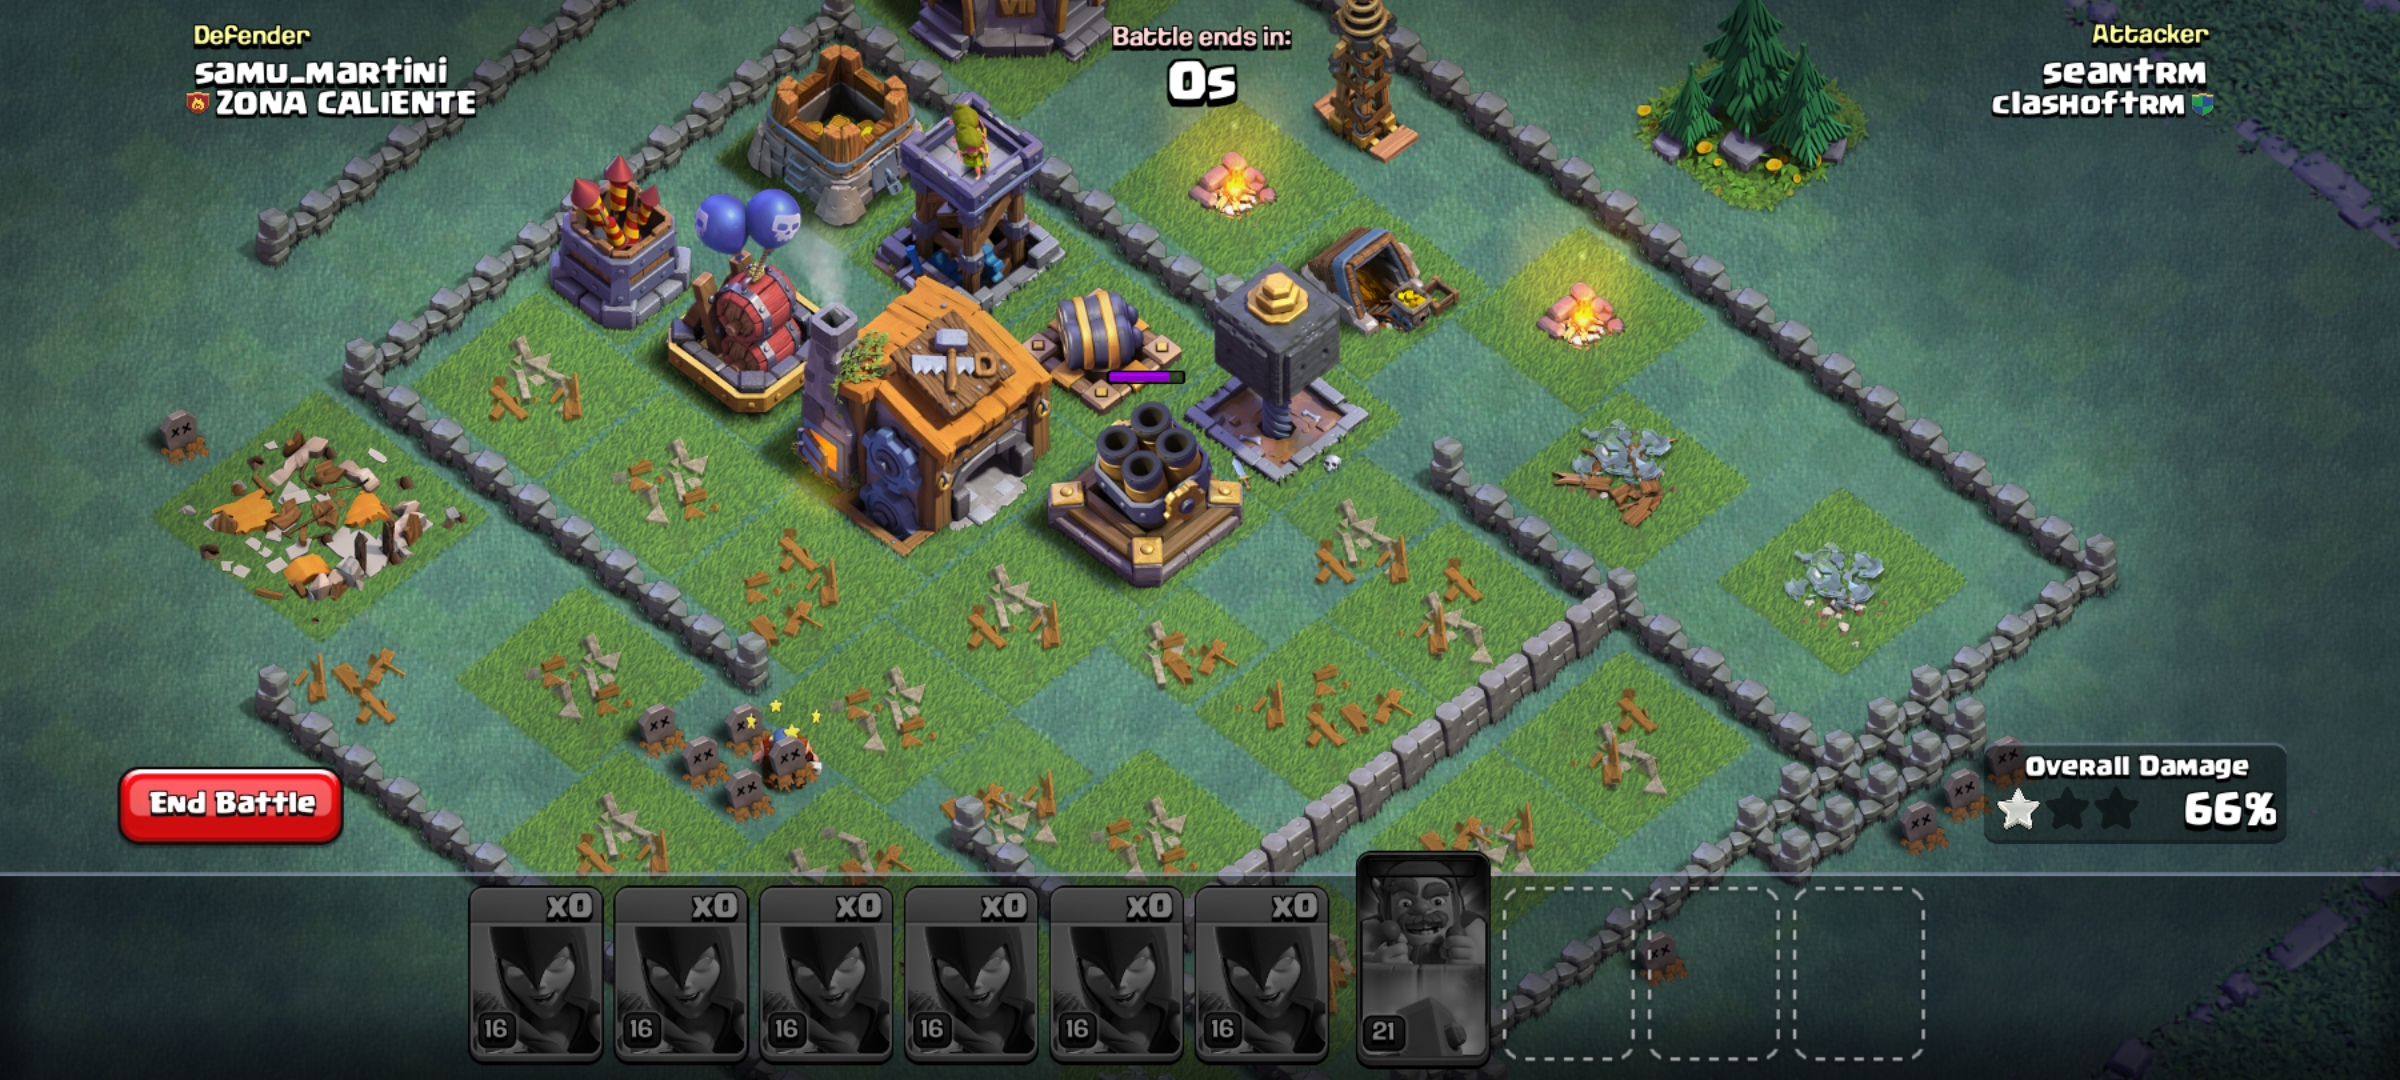 Defender
samu_martini
ZONA CALIENTE
Battle ends in:
0s
Attacker
seantrm
clashoftrm
End Battle
Overall Damage
66%
x0
x0
x0
x0
x0
x0
16
16
16
16
16
16
21